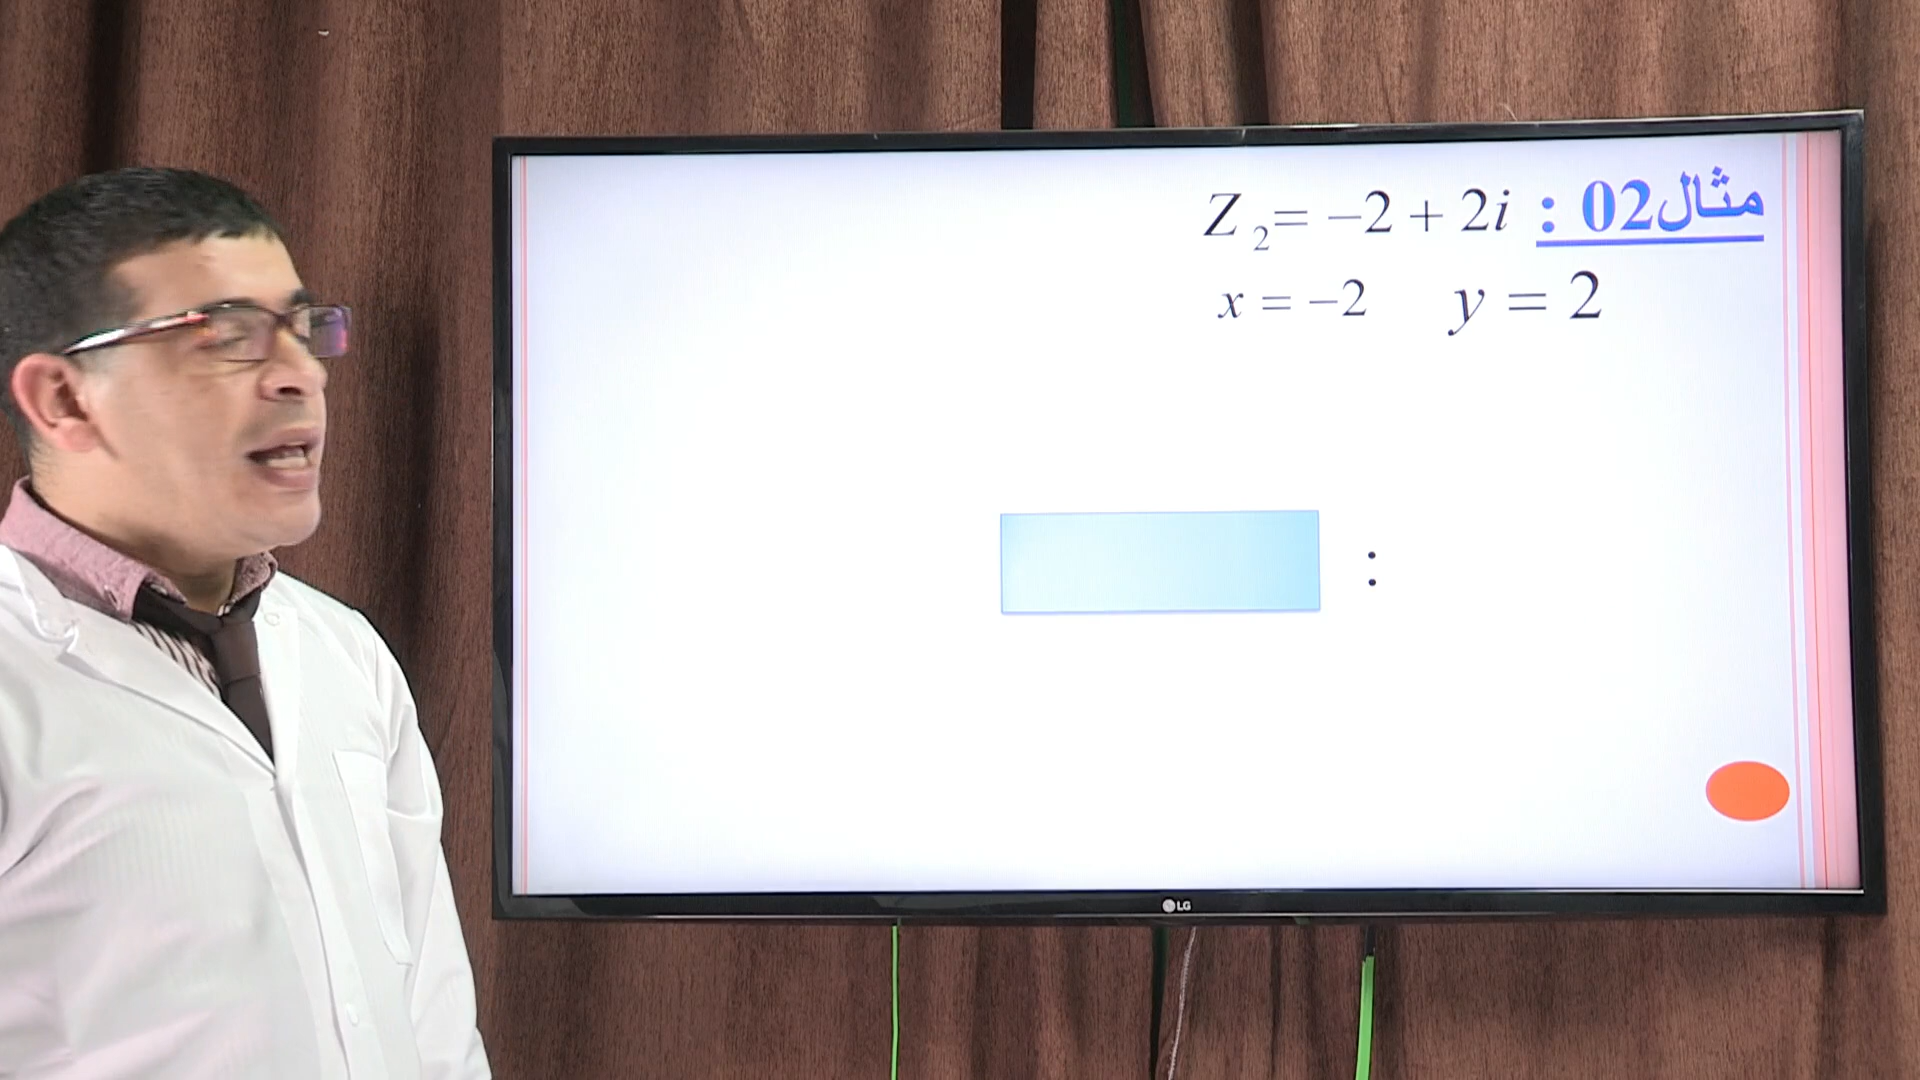 مثال02 : Z₂= −2 + 2i
x = −2 y = 2
:
LG